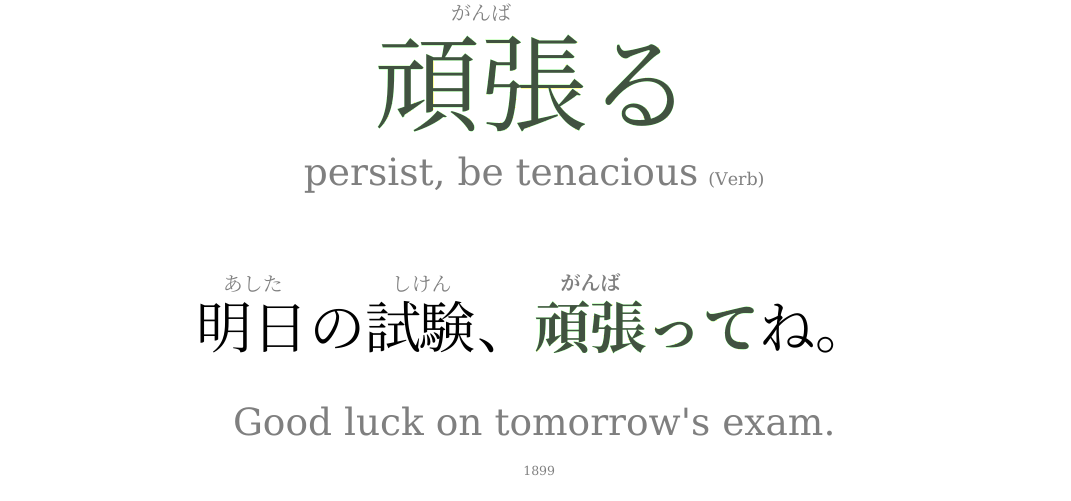 がんば
頑張る
persist, be tenacious (Verb)
あした しけん がんば
明日の試験、頑張ってね。
Good luck on tomorrow's exam.
1899